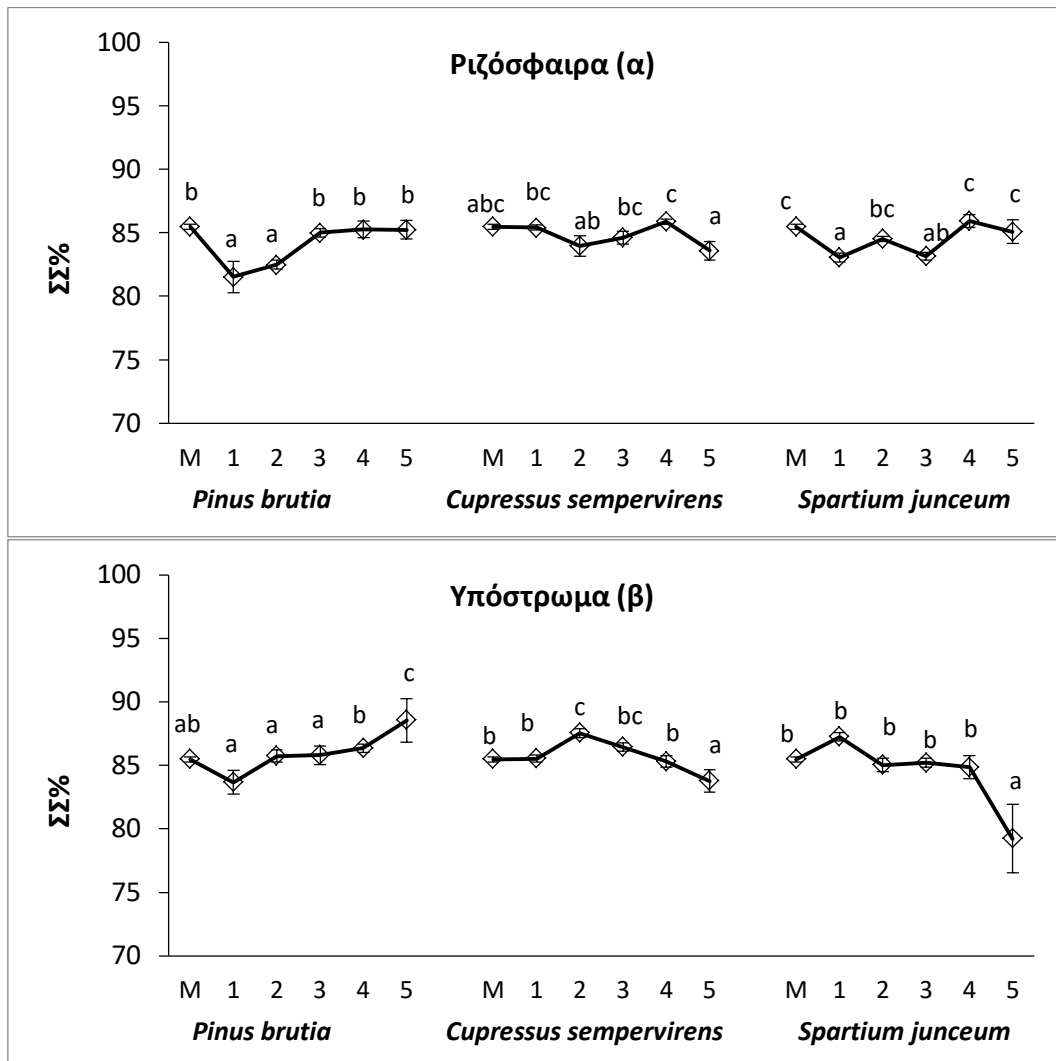 Ριζόσφαιρα (α)
ΣΣ%
100
95
90
85
80
75
70
b a a b b b
abc bc ab bc c a
c a bc ab c c
M 1 2 3 4 5 M 1 2 3 4 5 M 1 2 3 4 5
Pinus brutia Cupressus sempervirens Spartium junceum
Υπόστρωμα (β)
ΣΣ%
100
95
90
85
80
75
70
ab a a a b c
b b c bc b a
b b b b b a
M 1 2 3 4 5 M 1 2 3 4 5 M 1 2 3 4 5
Pinus brutia Cupressus sempervirens Spartium junceum